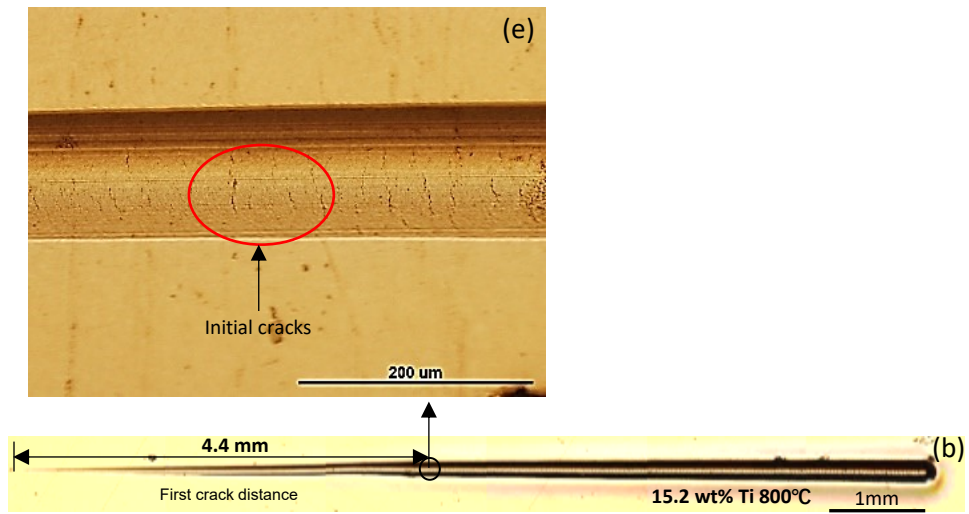 (e)
Initial cracks
200 um
4.4 mm
(b)
First crack distance
15.2 wt% Ti 800℃
1mm